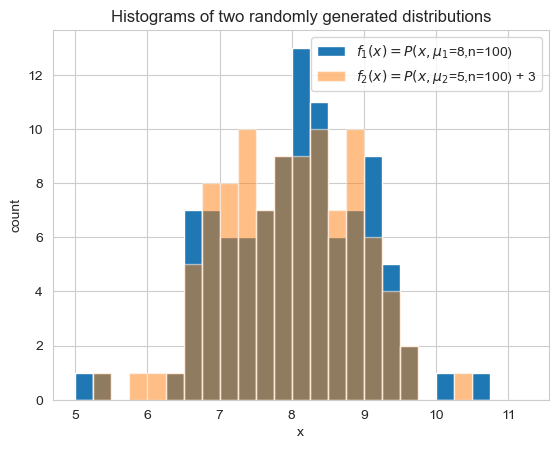 Histograms of two randomly generated distributions
f₁(x) = P(x, μ₁=8,n=100)
f₂(x) = P(x, μ₂=5,n=100) + 3
12
10
8
6
4
2
0
count
5 6 7 8 9 10 11
x